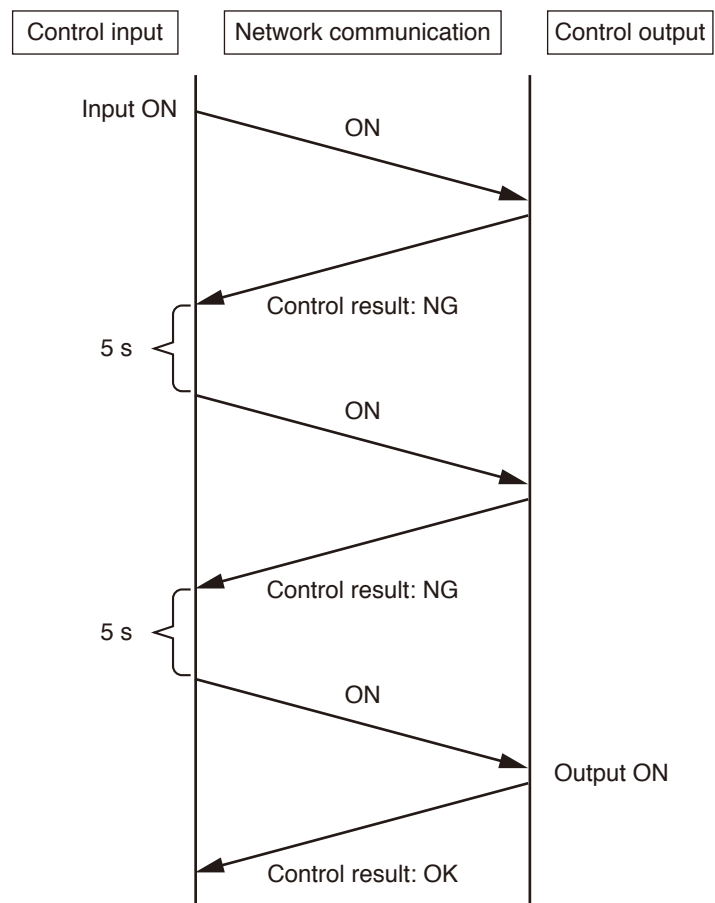 Control input
Network communication
Control output
Input ON
ON
Control result: NG
5 s
ON
Control result: NG
5 s
ON
Output ON
Control result: OK